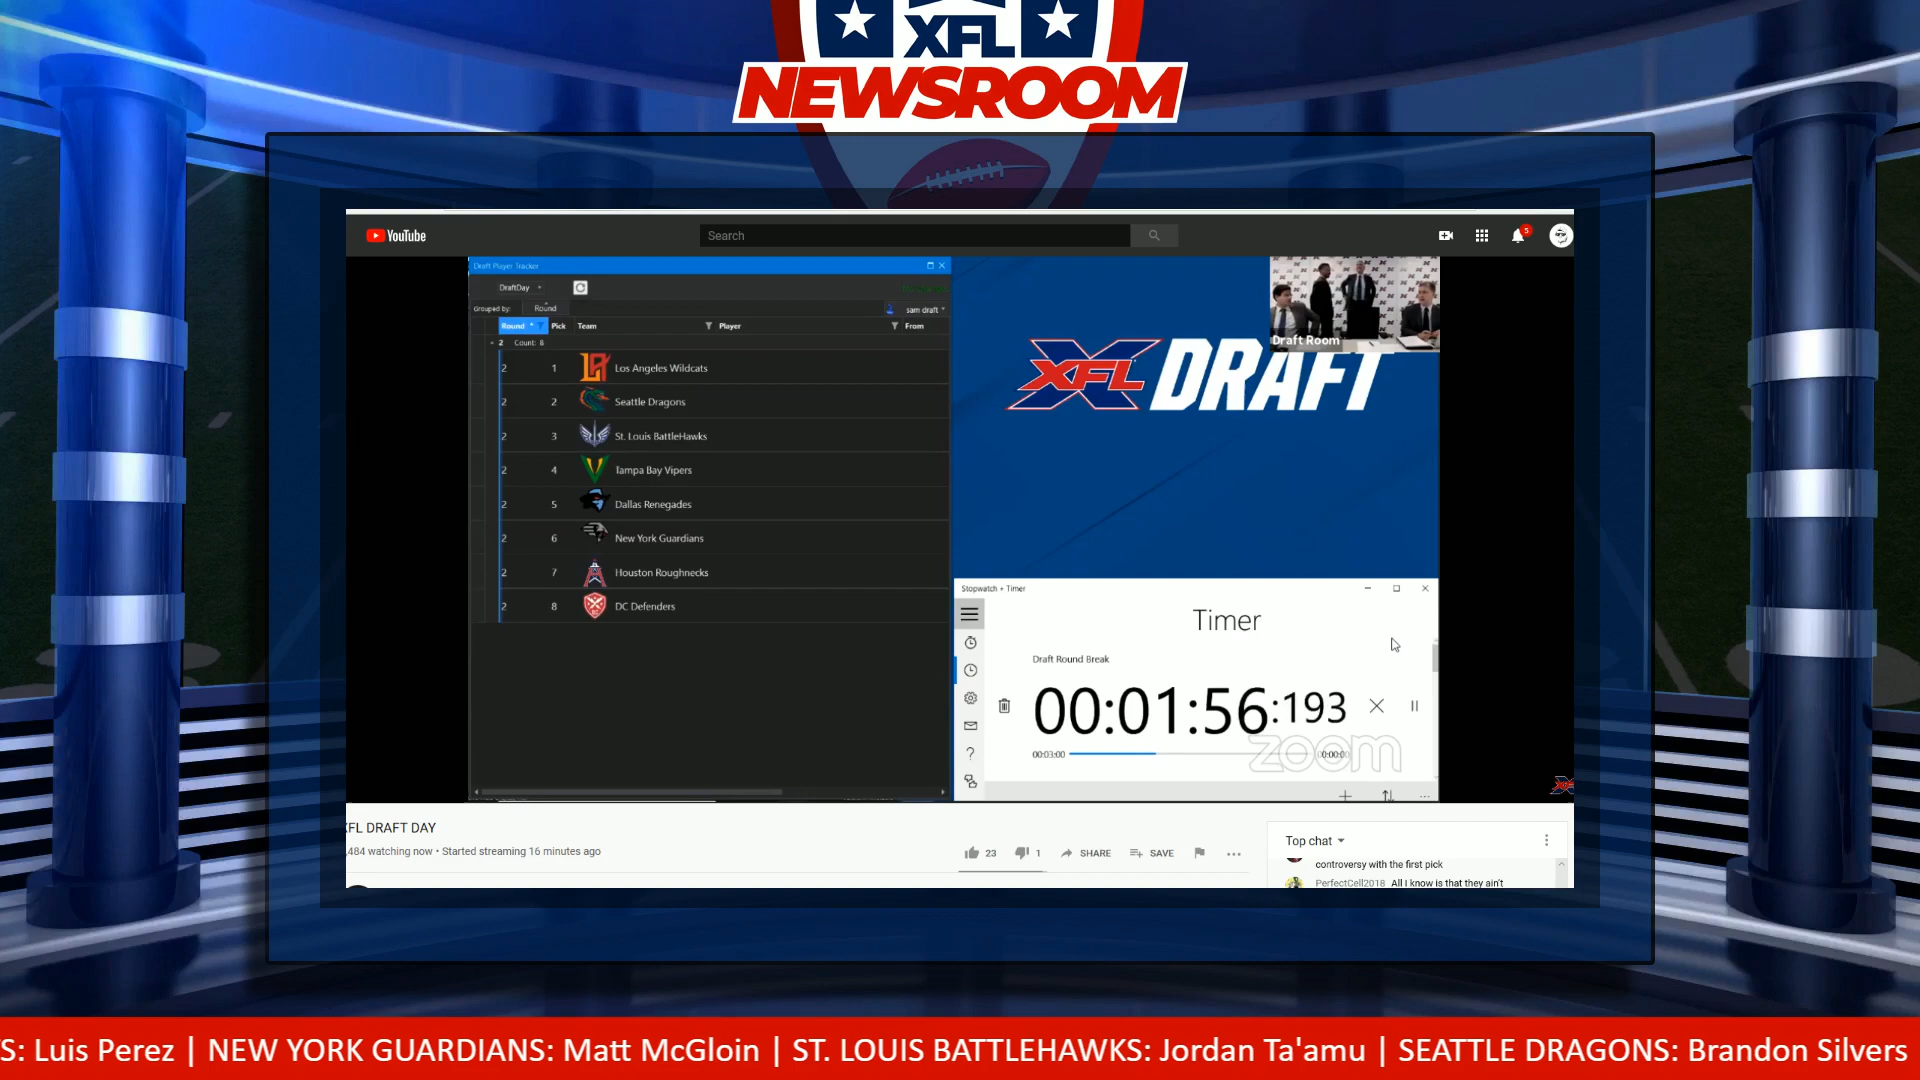 XFL
NEWSROOM
YouTube
Search
5
Draft Player Tracker
DraftDay
Grouped by: Round
sam draft
Round Pick Team Player From
2 Count: 8
2 1 Los Angeles Wildcats
2 2 Seattle Dragons
2 3 St. Louis BattleHawks
2 4 Tampa Bay Vipers
2 5 Dallas Renegades
2 6 New York Guardians
2 7 Houston Roughnecks
2 8 DC Defenders
Draft Room
XFL DRAFT
Stopwatch + Timer
Timer
Draft Round Break
00:01:56:193
00:03:00 00:00:00
zoom
XFL DRAFT DAY
,484 watching now • Started streaming 16 minutes ago
23 1 SHARE SAVE
Top chat
controversy with the first pick
PerfectCell2018 All I know is that they ain't
S: Luis Perez | NEW YORK GUARDIANS: Matt McGloin | ST. LOUIS BATTLEHAWKS: Jordan Ta'amu | SEATTLE DRAGONS: Brandon Silvers